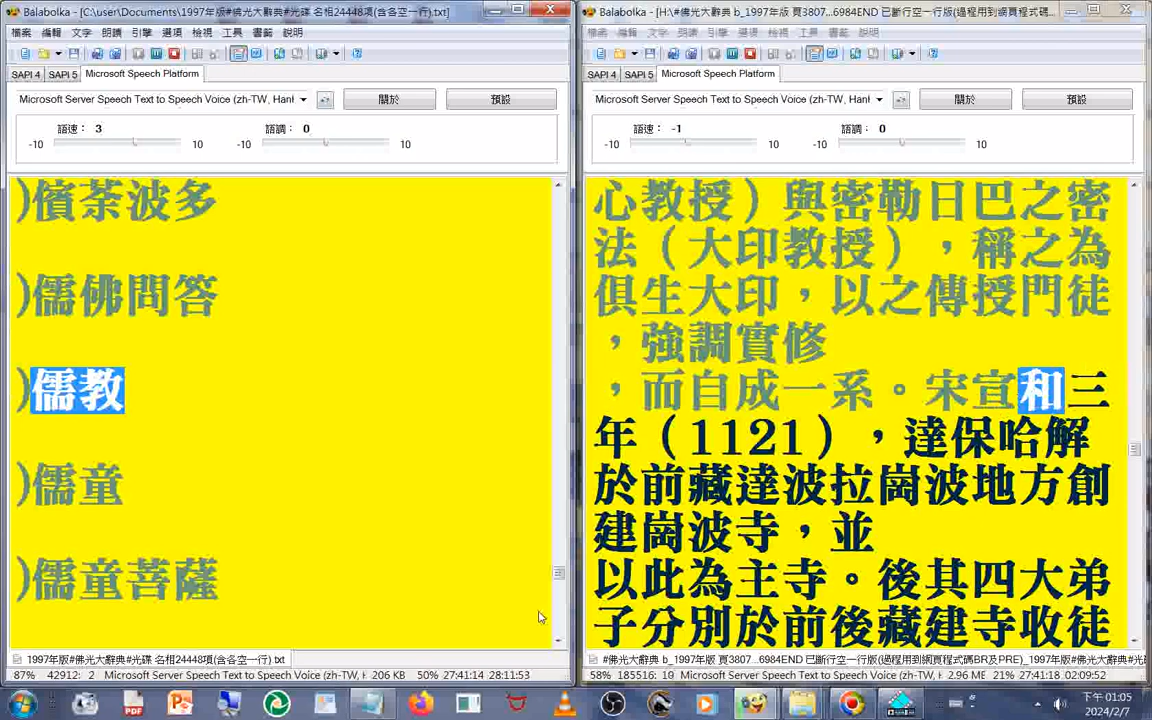 Balabolka - [C:\user\Documents\1997年版#佛光大辭典#光碟 名相24448項(含各空一行).txt]
檔案 編輯 文字 朗讀 引擎 選項 檢視 工具 書籤 說明
SAPI 4 SAPI 5 Microsoft Speech Platform
Microsoft Server Speech Text to Speech Voice (zh-TW, Hanl 關於 預設
語速： 3 語調： 0
-10 10 -10 10
)儐荼波多
)儒佛問答
)儒教
)儒童
)儒童菩薩
1997年版#佛光大辭典#光碟 名相24448項(含各空一行).txt
87% 42912: 2 Microsoft Server Speech Text to Speech Voice (zh-TW, H 206 KB 50% 27:41:14 28:11:53
Balabolka - [H:\#佛光大辭典 b_1997年版 頁3807...6984END 已斷行空一行版(過程用到網頁程式碼...
檔案 編輯 文字 朗讀 引擎 選項 檢視 工具 書籤 說明
SAPI 4 SAPI 5 Microsoft Speech Platform
Microsoft Server Speech Text to Speech Voice (zh-TW, Hanl 關於 預設
語速： -1 語調： 0
-10 10 -10 10
心教授）與密勒日巴之密
法（大印教授），稱之為
俱生大印，以之傳授門徒
，強調實修
，而自成一系。宋宣和三
年（1121），達保哈解
於前藏達波拉崗波地方創
建崗波寺，並
以此為主寺。後其四大弟
子分別於前後藏建寺收徒
#佛光大辭典 b_1997年版 頁3807...6984END 已斷行空一行版(過程用到網頁程式碼BR及PRE)_1997年版#佛光大辭典#光
58% 185516: 10 Microsoft Server Speech Text to Speech Voice (zh-TW, H 2.96 MB 21% 27:41:18 02:09:52
下午 01:05
2024/2/7